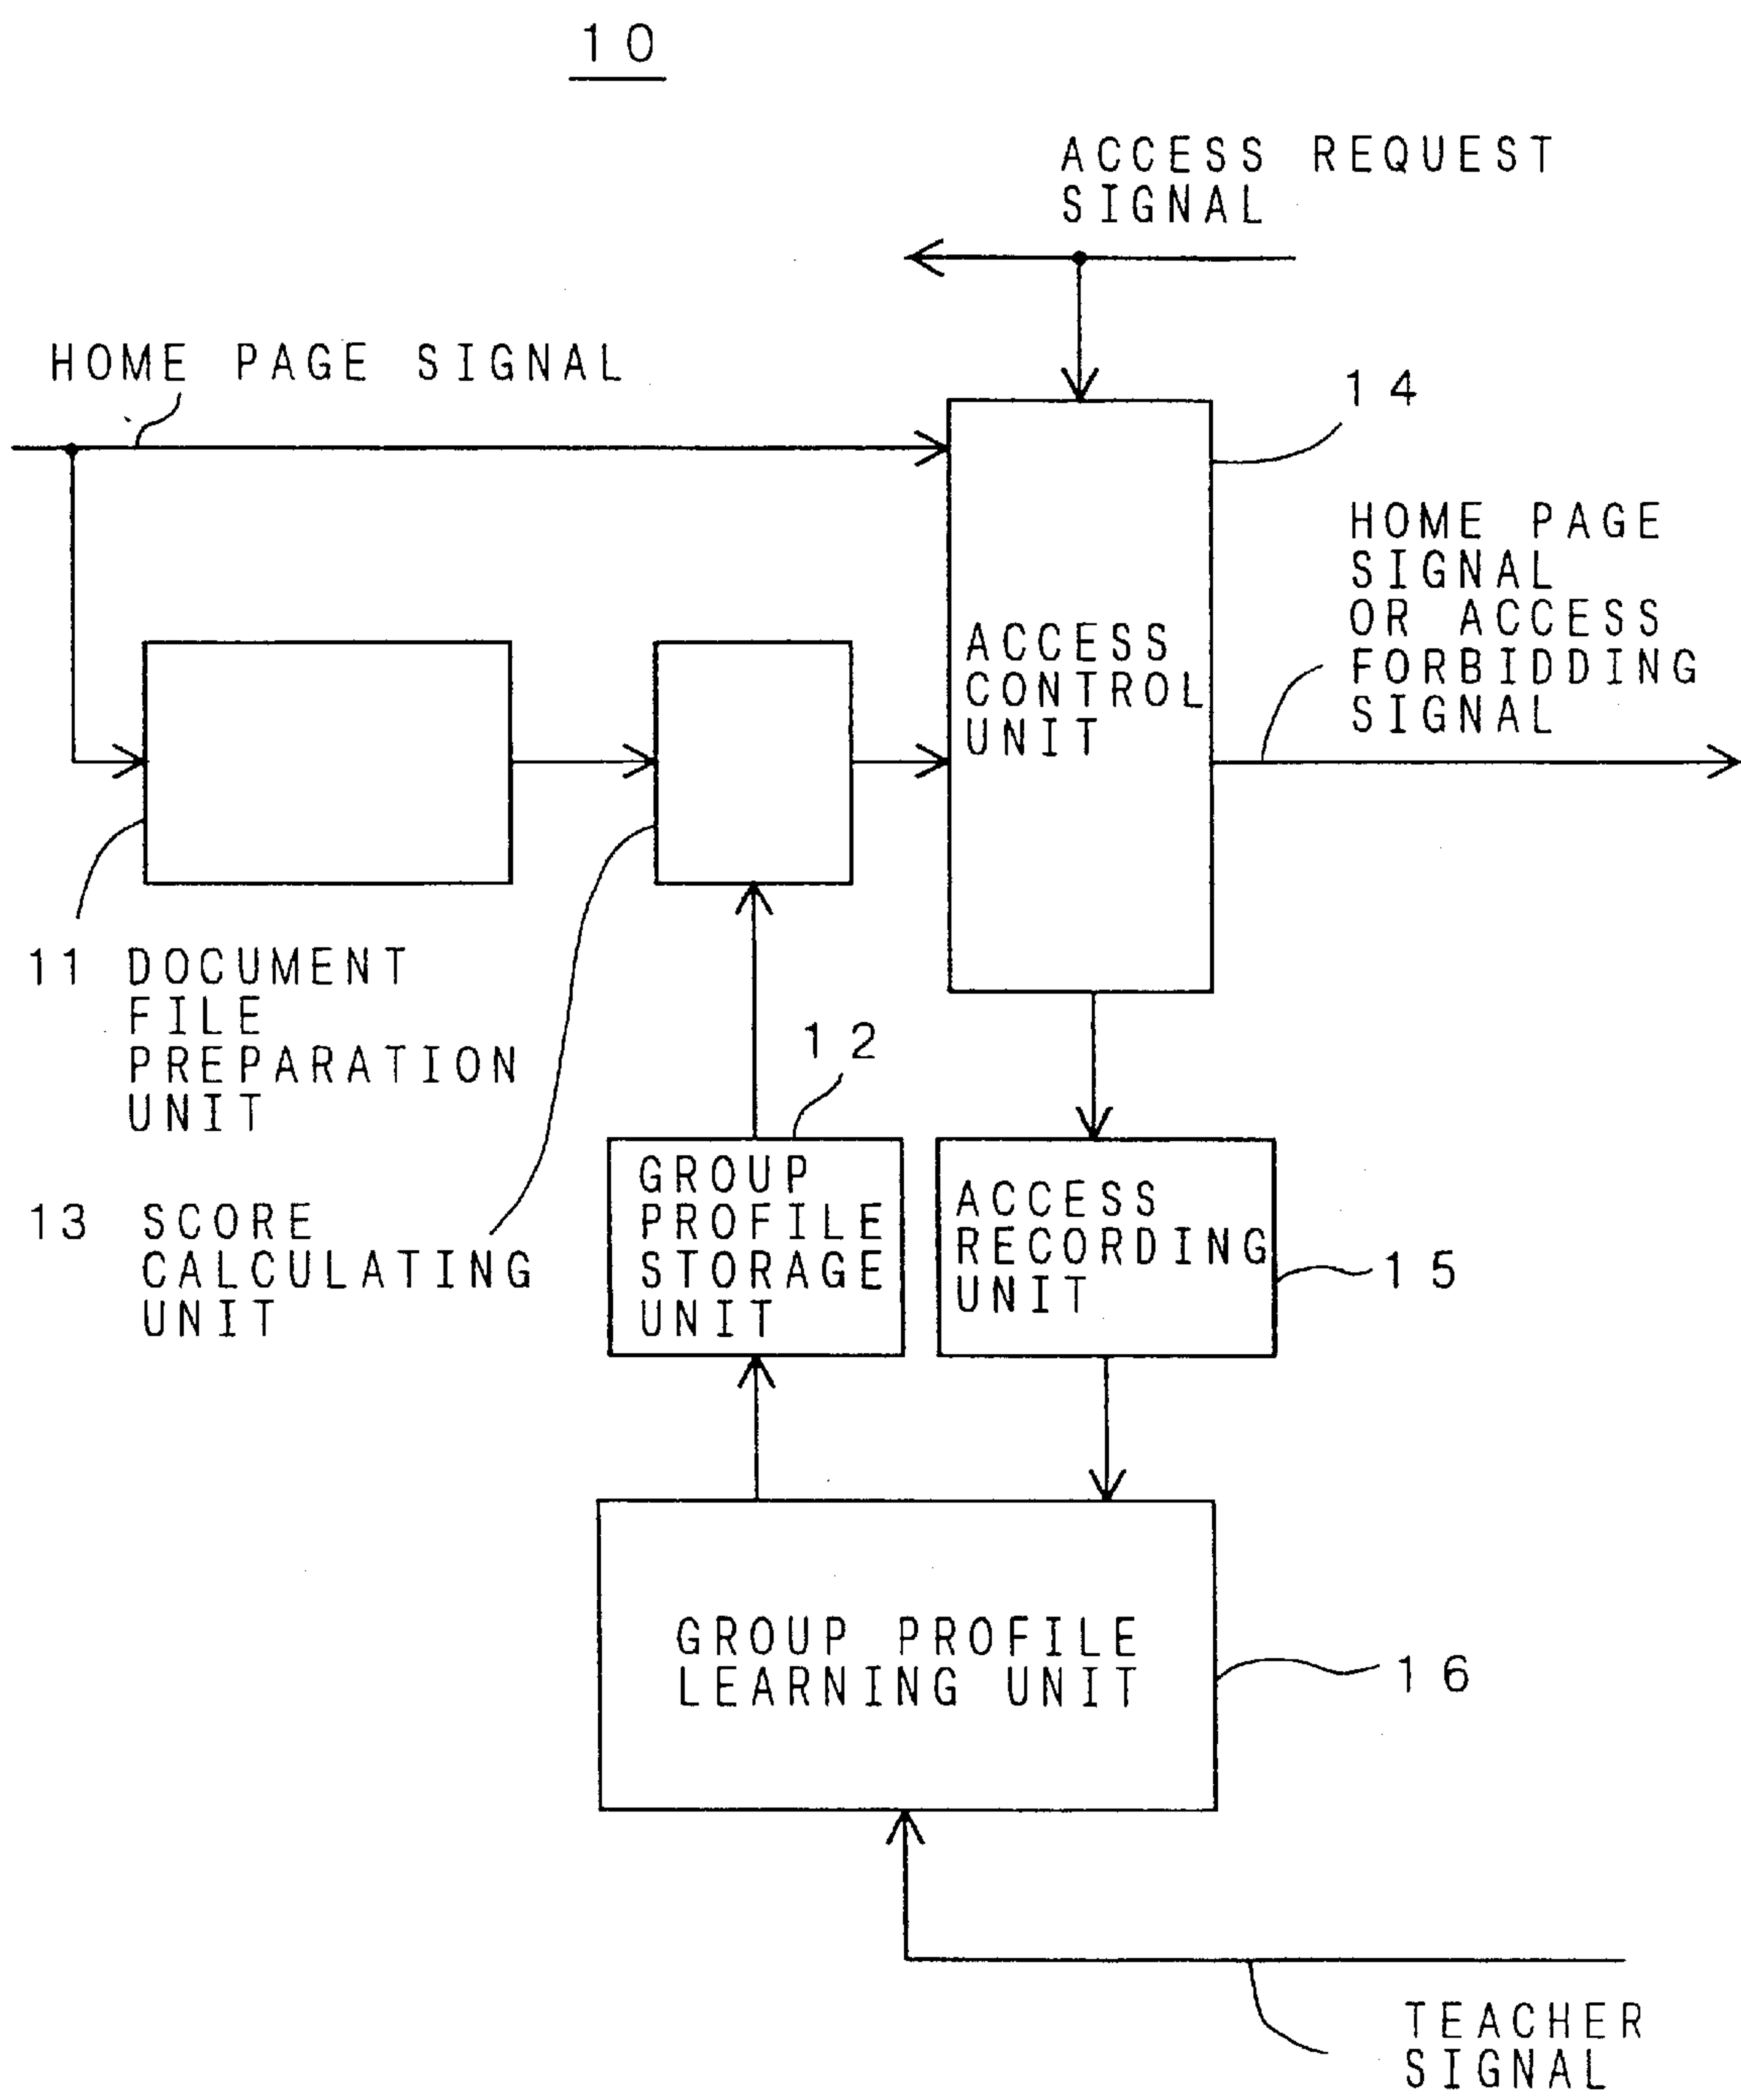 10
ACCESS REQUEST
SIGNAL
HOME PAGE SIGNAL
14
HOME PAGE
SIGNAL
OR ACCESS
FORBIDDING
SIGNAL
ACCESS
CONTROL
UNIT
11 DOCUMENT
FILE
PREPARATION
UNIT
12
13 SCORE
CALCULATING
UNIT
GROUP
PROFILE
STORAGE
UNIT
ACCESS
RECORDING
UNIT
15
GROUP PROFILE
LEARNING UNIT
16
TEACHER
SIGNAL